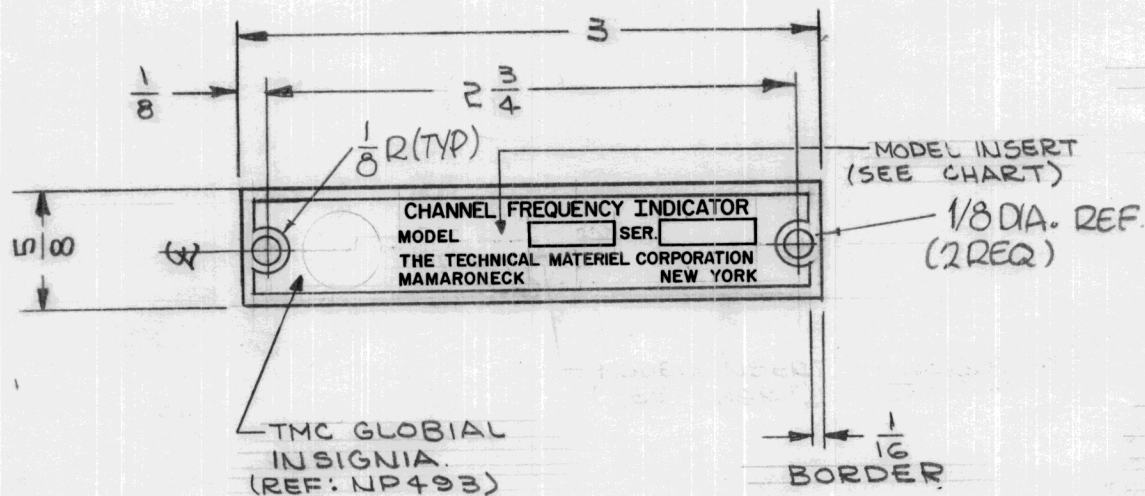 3
1/8
2 3/4
1/8 R (TYP)
MODEL INSERT
(SEE CHART)
5/8
CHANNEL FREQUENCY INDICATOR
MODEL SER.
THE TECHNICAL MATERIEL CORPORATION
MAMARONECK NEW YORK
1/8 DIA. REF.
(2 REQ)
TMC GLOBIAL
INSIGNIA.
(REF: NP493)
1/16
BORDER